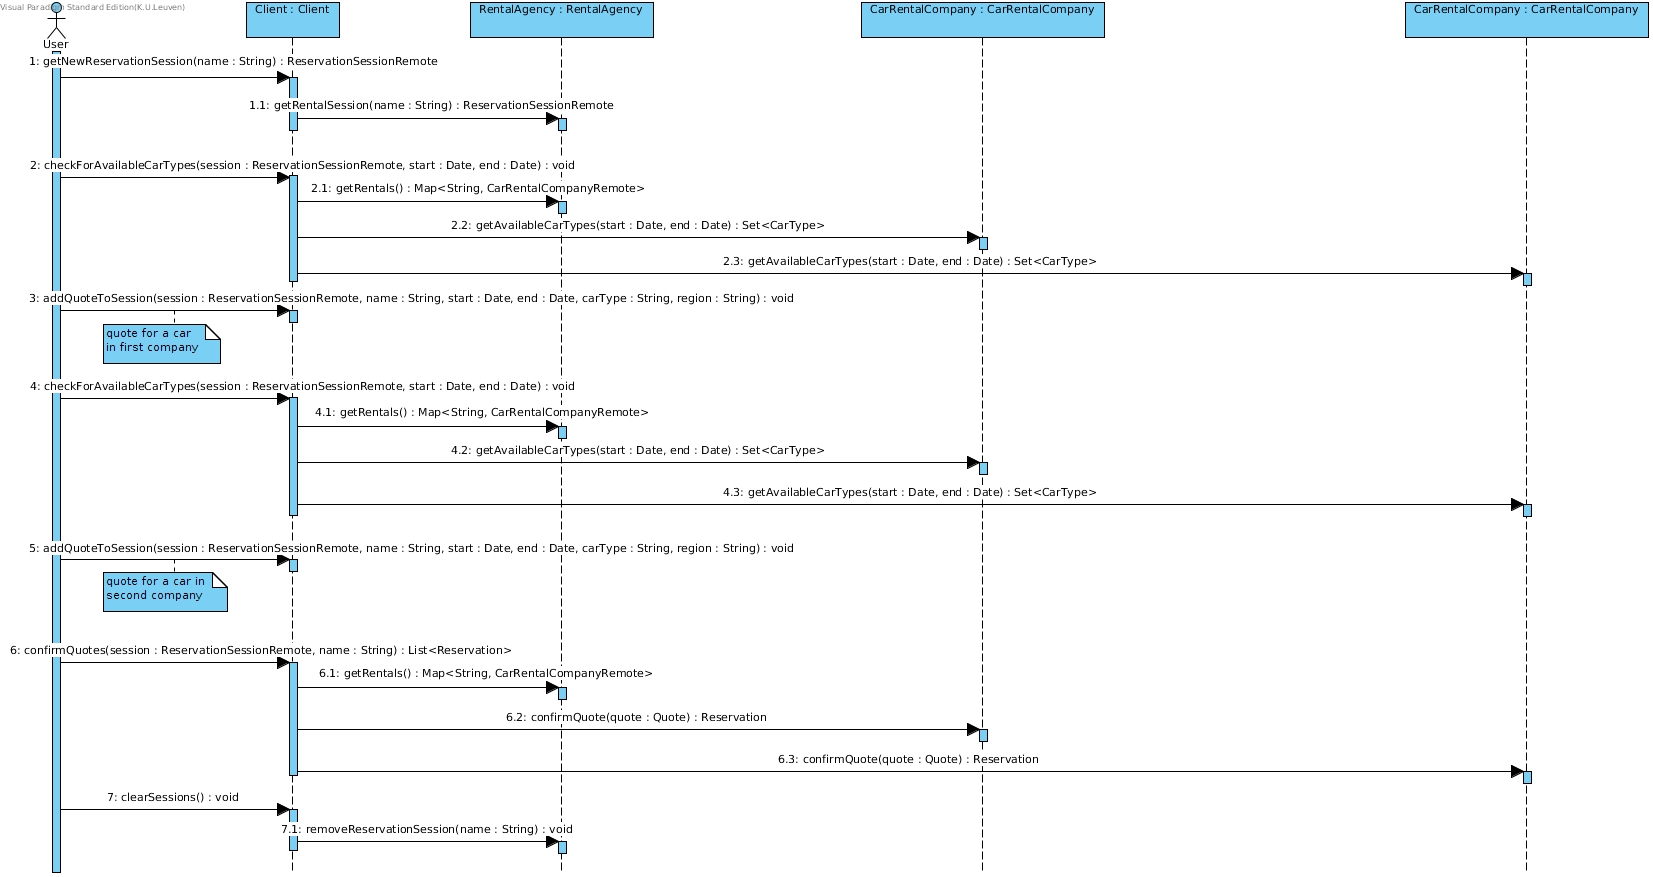 Visual Parad n Standard Edition(K.U.Leuven)
User
Client : Client
RentalAgency : RentalAgency
CarRentalCompany : CarRentalCompany
CarRentalCompany : CarRentalCompany
1: getNewReservationSession(name : String) : ReservationSessionRemote
1.1: getRentalSession(name : String) : ReservationSessionRemote
2: checkForAvailableCarTypes(session : ReservationSessionRemote, start : Date, end : Date) : void
2.1: getRentals() : Map<String, CarRentalCompanyRemote>
2.2: getAvailableCarTypes(start : Date, end : Date) : Set<CarType>
2.3: getAvailableCarTypes(start : Date, end : Date) : Set<CarType>
3: addQuoteToSession(session : ReservationSessionRemote, name : String, start : Date, end : Date, carType : String, region : String) : void
quote for a car
in first company
4: checkForAvailableCarTypes(session : ReservationSessionRemote, start : Date, end : Date) : void
4.1: getRentals() : Map<String, CarRentalCompanyRemote>
4.2: getAvailableCarTypes(start : Date, end : Date) : Set<CarType>
4.3: getAvailableCarTypes(start : Date, end : Date) : Set<CarType>
5: addQuoteToSession(session : ReservationSessionRemote, name : String, start : Date, end : Date, carType : String, region : String) : void
quote for a car in
second company
6: confirmQuotes(session : ReservationSessionRemote, name : String) : List<Reservation>
6.1: getRentals() : Map<String, CarRentalCompanyRemote>
6.2: confirmQuote(quote : Quote) : Reservation
6.3: confirmQuote(quote : Quote) : Reservation
7: clearSessions() : void
7.1: removeReservationSession(name : String) : void